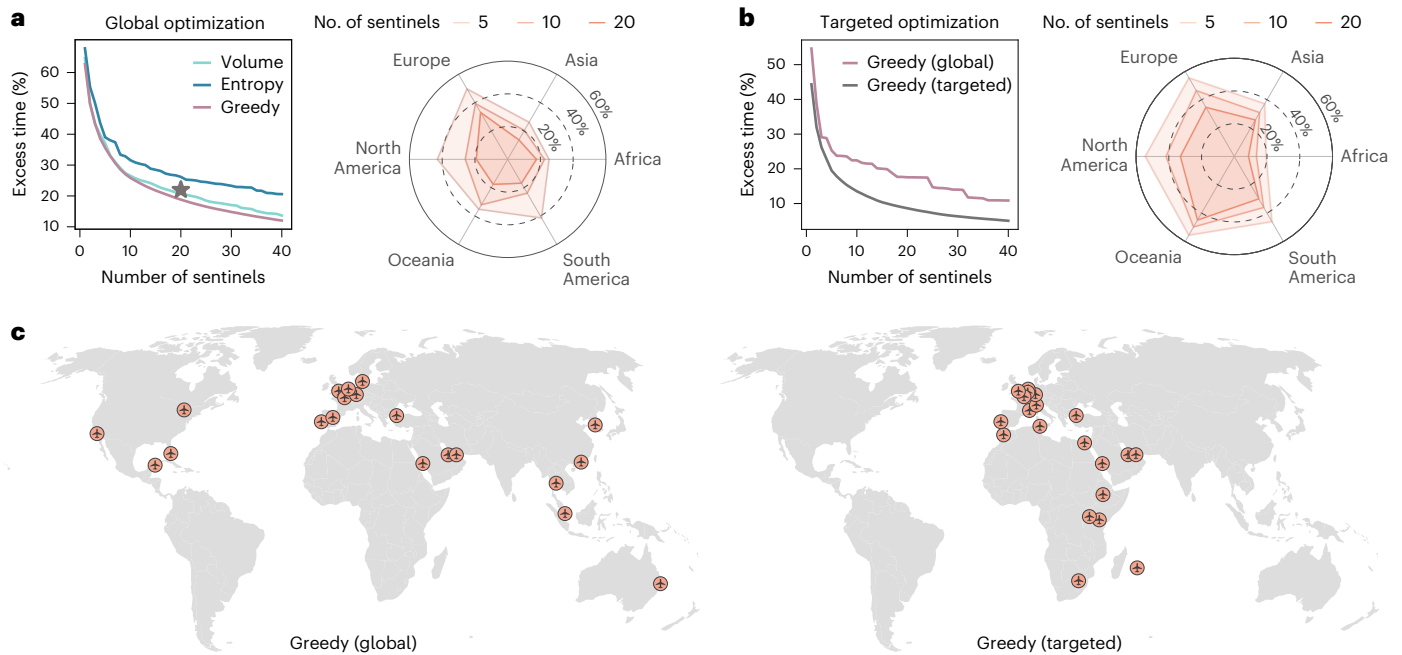 a
Global optimization
No. of sentinels
5
10
20
Excess time (%)
60
50
40
30
20
10
Volume
Entropy
Greedy
0
10
20
30
40
Number of sentinels
Europe
Asia
North
America
Africa
Oceania
South
America
20%
40%
60%
b
Targeted optimization
No. of sentinels
5
10
20
Excess time (%)
50
40
30
20
10
Greedy (global)
Greedy (targeted)
0
10
20
30
40
Number of sentinels
Europe
Asia
North
America
Africa
Oceania
South
America
20%
40%
60%
c
Greedy (global)
Greedy (targeted)